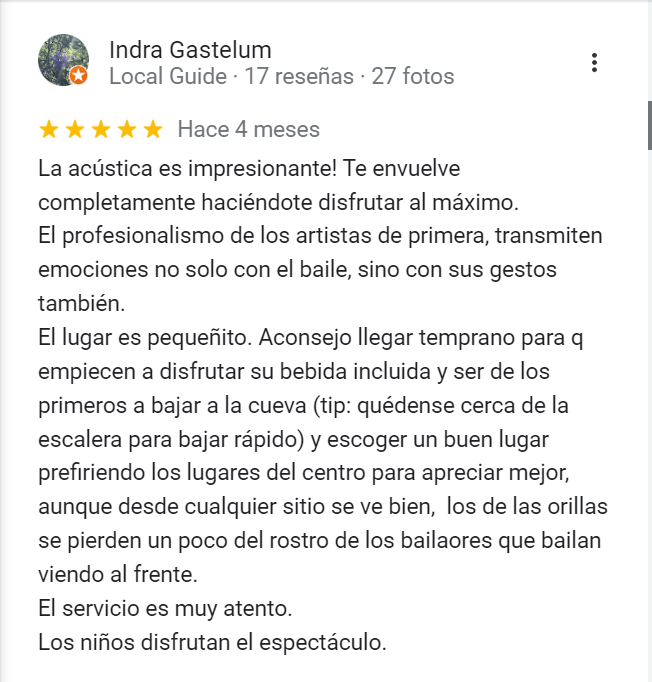 Indra Gastelum
Local Guide · 17 reseñas · 27 fotos
Hace 4 meses
La acústica es impresionante! Te envuelve
completamente haciéndote disfrutar al máximo.
El profesionalismo de los artistas de primera, transmiten
emociones no solo con el baile, sino con sus gestos
también.
El lugar es pequeñito. Aconsejo llegar temprano para q
empiecen a disfrutar su bebida incluida y ser de los
primeros a bajar a la cueva (tip: quédense cerca de la
escalera para bajar rápido) y escoger un buen lugar
prefiriendo los lugares del centro para apreciar mejor,
aunque desde cualquier sitio se ve bien,  los de las orillas
se pierden un poco del rostro de los bailaores que bailan
viendo al frente.
El servicio es muy atento.
Los niños disfrutan el espectáculo.